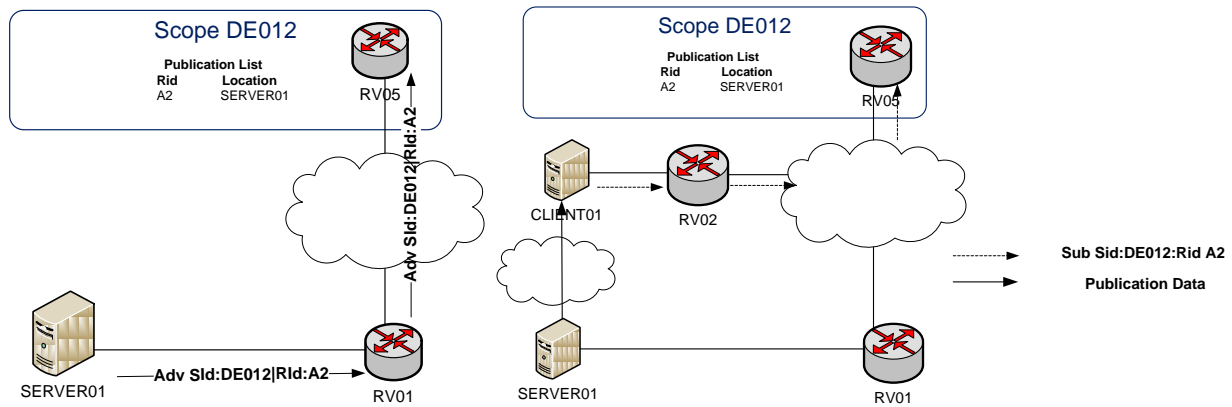 Scope DE012
Publication List
Rid Location
A2 SERVER01
RV05
Adv SId:DE012|RId:A2
SERVER01
Adv SId:DE012|RId:A2
RV01
Scope DE012
Publication List
Rid Location
A2 SERVER01
RV05
CLIENT01
RV02
SERVER01
RV01
Sub Sid:DE012:Rid A2
Publication Data